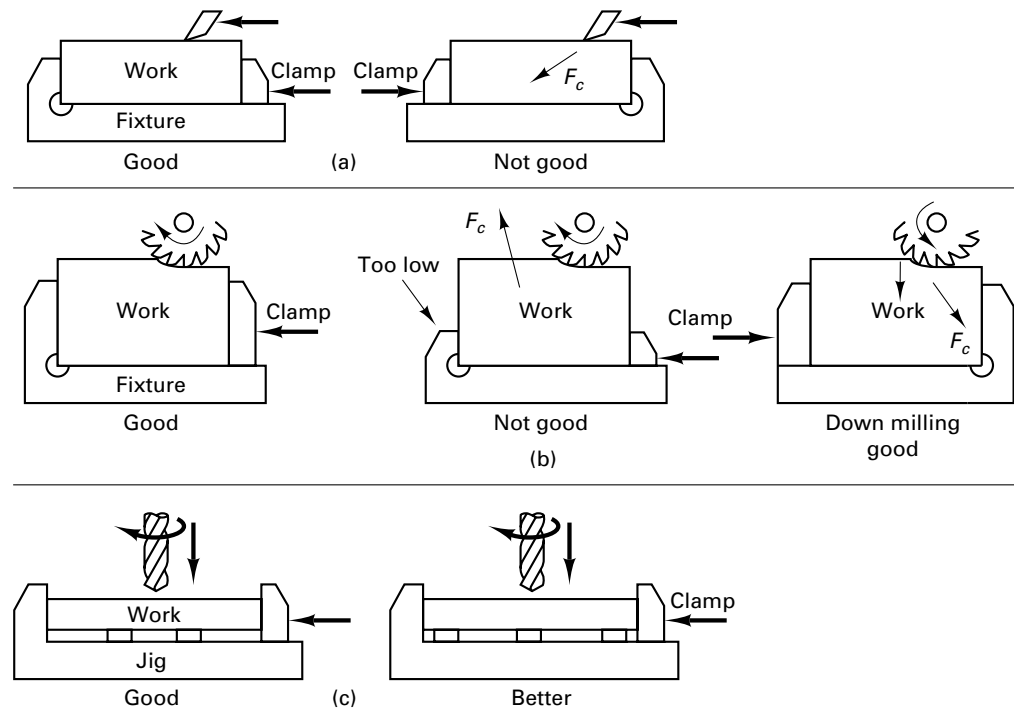 Work
Clamp
Fixture
Good
(a)
Clamp
F_c
Not good
Work
Clamp
Fixture
Good
F_c
Too low
Work
Not good
(b)
Clamp
Work
F_c
Down milling
good
Work
Jig
Good
(c)
Clamp
Better